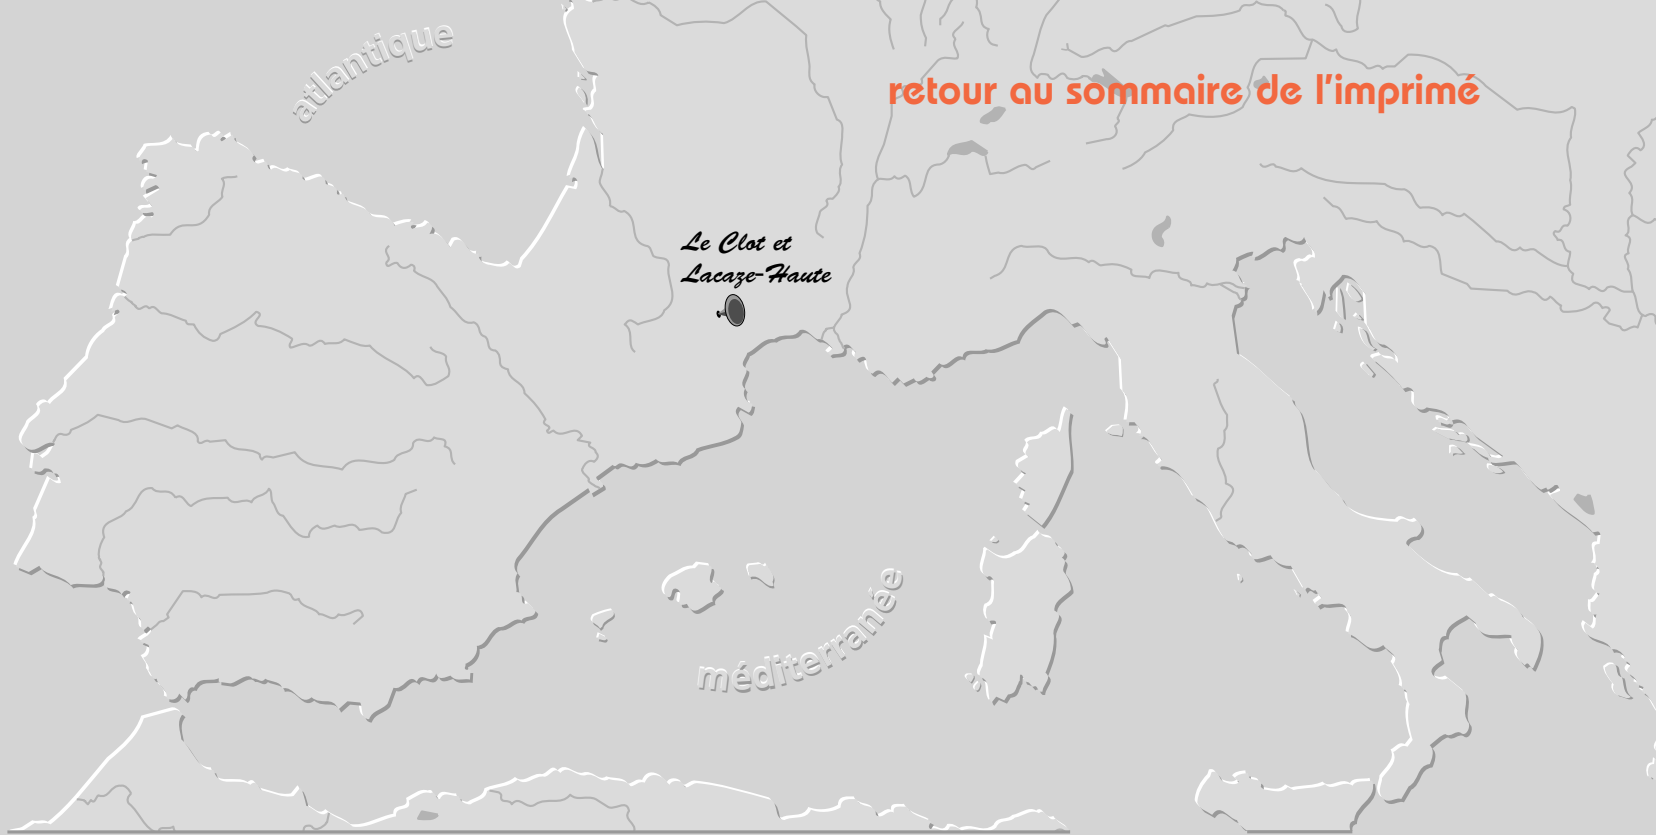 atlantique
retour au sommaire de l'imprimé
Le Clot et
Lacaze-Haute
méditerranée